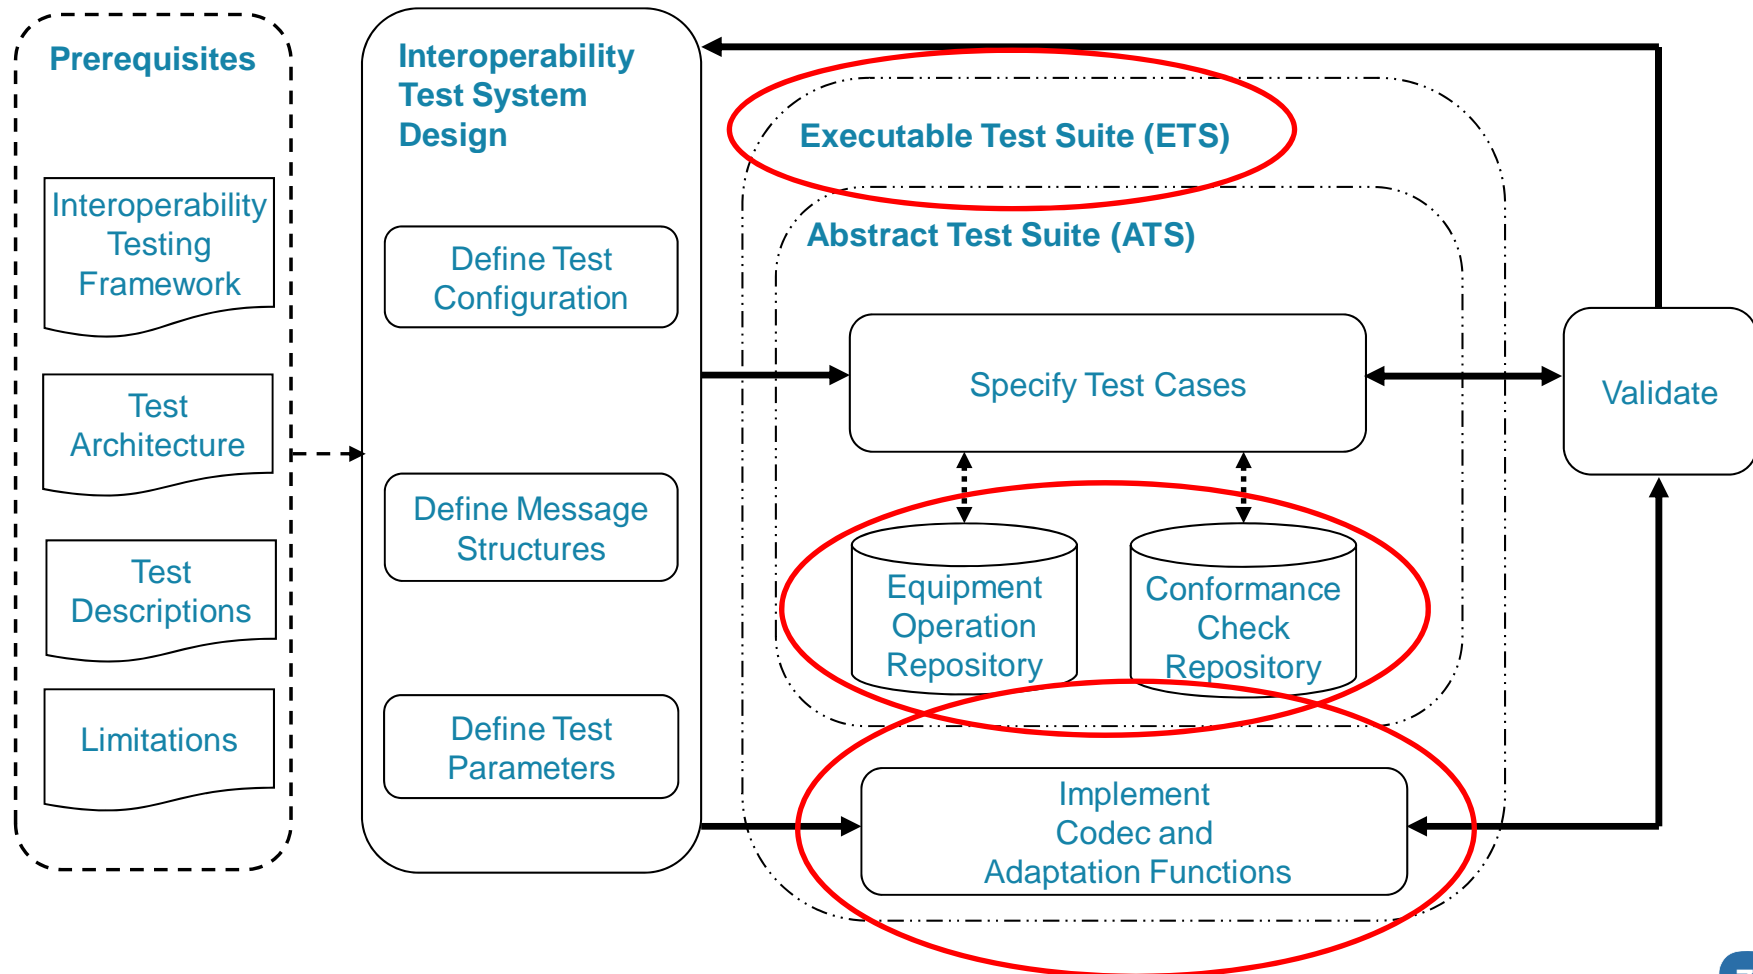 Prerequisites
Interoperability
Testing
Framework
Test
Architecture
Test
Descriptions
Limitations
Interoperability
Test System
Design
Define Test
Configuration
Define Message
Structures
Define Test
Parameters
Executable Test Suite (ETS)
Abstract Test Suite (ATS)
Specify Test Cases
Equipment
Operation
Repository
Conformance
Check
Repository
Implement
Codec and
Adaptation Functions
Validate